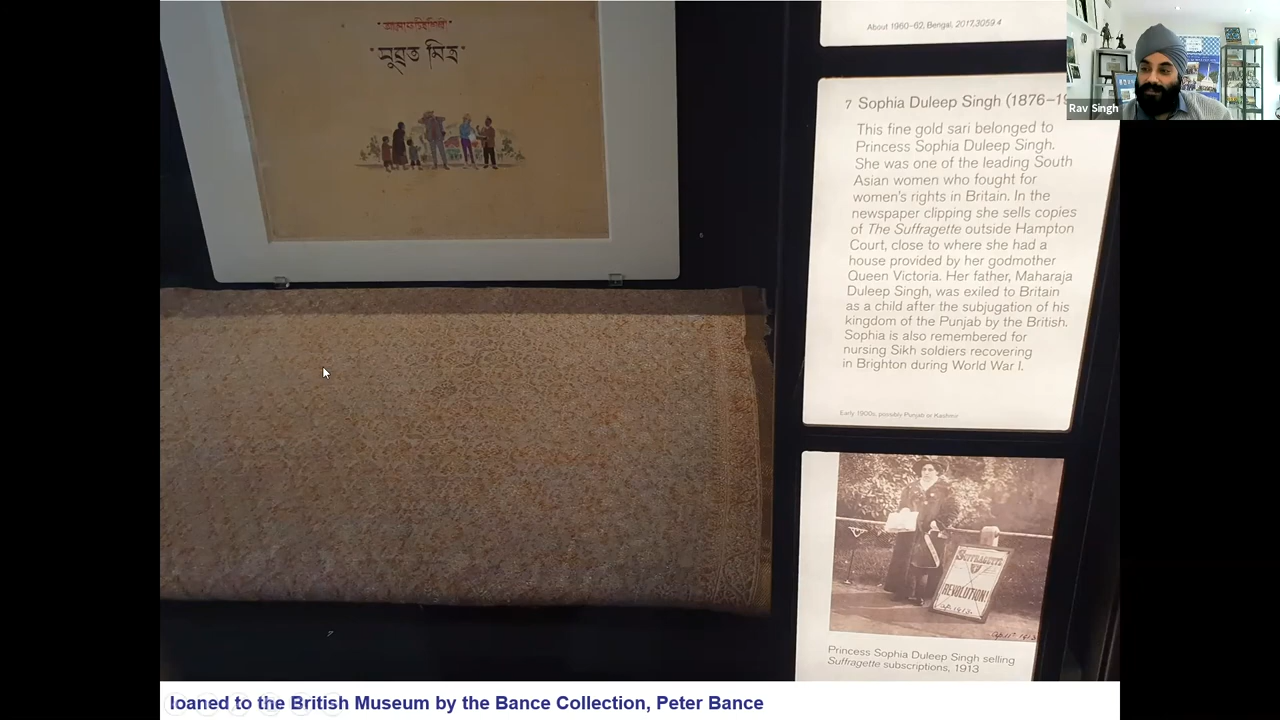 সুব্রত মিত্র
About 1960-62, Bengal, 2017,3059.4
Rav Singh
7 Sophia Duleep Singh (1876–19
This fine gold sari belonged to
Princess Sophia Duleep Singh.
She was one of the leading South
Asian women who fought for
women's rights in Britain. In the
newspaper clipping she sells copies
of The Suffragette outside Hampton
Court, close to where she had a
house provided by her godmother
Queen Victoria. Her father, Maharaja
Duleep Singh, was exiled to Britain
as a child after the subjugation of his
kingdom of the Punjab by the British.
Sophia is also remembered for
nursing Sikh soldiers recovering
in Brighton during World War I.
Early 1900s, possibly Punjab or Kashmir
SUFFRAGETTE
REVOLUTION!
Princess Sophia Duleep Singh selling
Suffragette subscriptions, 1913
7
loaned to the British Museum by the Bance Collection, Peter Bance